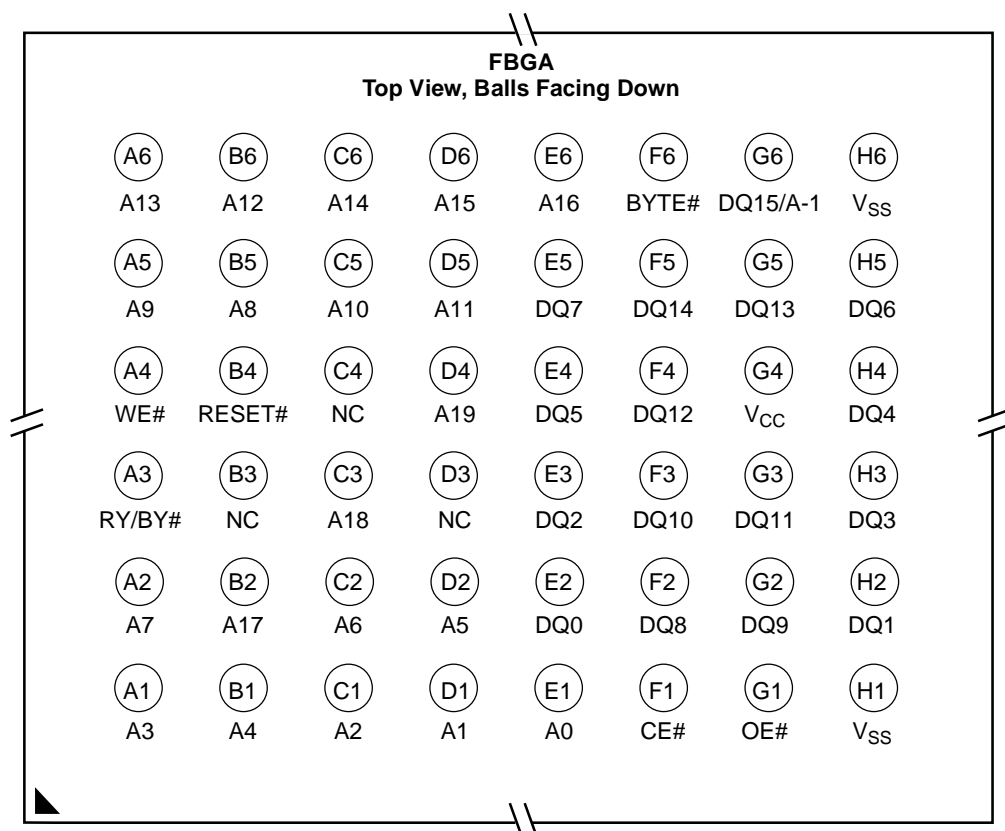 FBGA
Top View, Balls Facing Down
A6 B6 C6 D6 E6 F6 G6 H6
A13 A12 A14 A15 A16 BYTE# DQ15/A-1 VSS
A5 B5 C5 D5 E5 F5 G5 H5
A9 A8 A10 A11 DQ7 DQ14 DQ13 DQ6
A4 B4 C4 D4 E4 F4 G4 H4
WE# RESET# NC A19 DQ5 DQ12 VCC DQ4
A3 B3 C3 D3 E3 F3 G3 H3
RY/BY# NC A18 NC DQ2 DQ10 DQ11 DQ3
A2 B2 C2 D2 E2 F2 G2 H2
A7 A17 A6 A5 DQ0 DQ8 DQ9 DQ1
A1 B1 C1 D1 E1 F1 G1 H1
A3 A4 A2 A1 A0 CE# OE# VSS